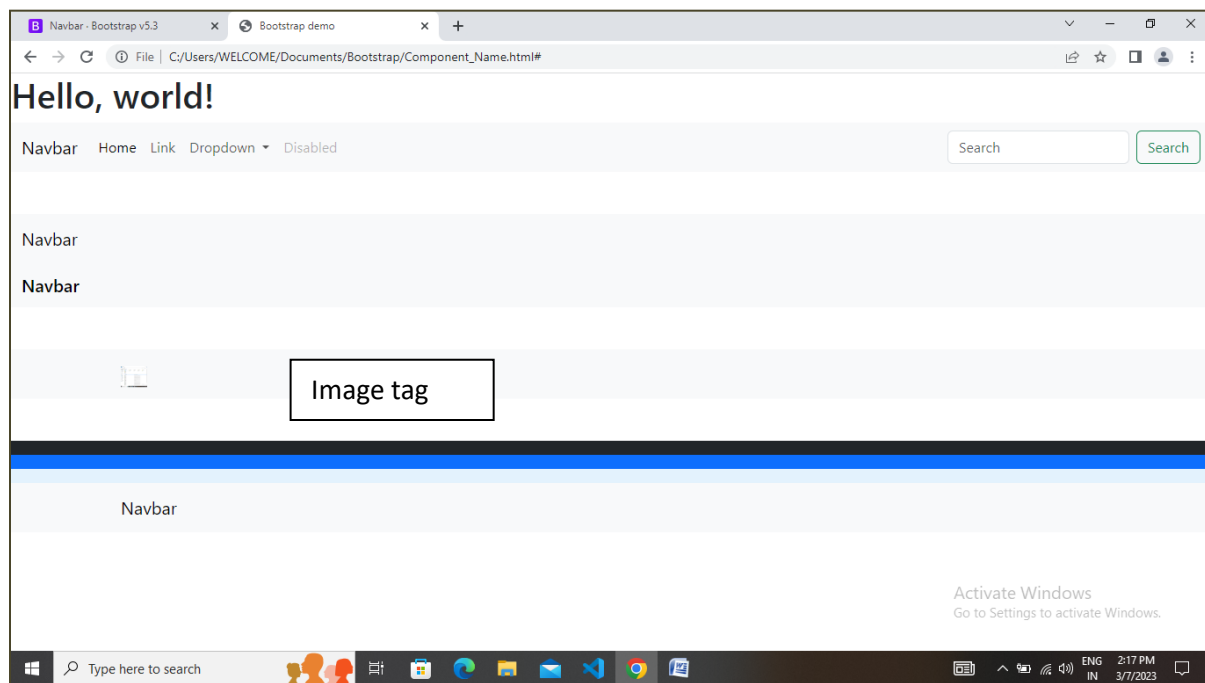 Navbar · Bootstrap v5.3
Bootstrap demo
File | C:/Users/WELCOME/Documents/Bootstrap/Component_Name.html#
Hello, world!
Navbar Home Link Dropdown Disabled Search Search
Navbar
Navbar
Image tag
Navbar
Activate Windows
Go to Settings to activate Windows.
Type here to search
ENG 2:17 PM
IN 3/7/2023